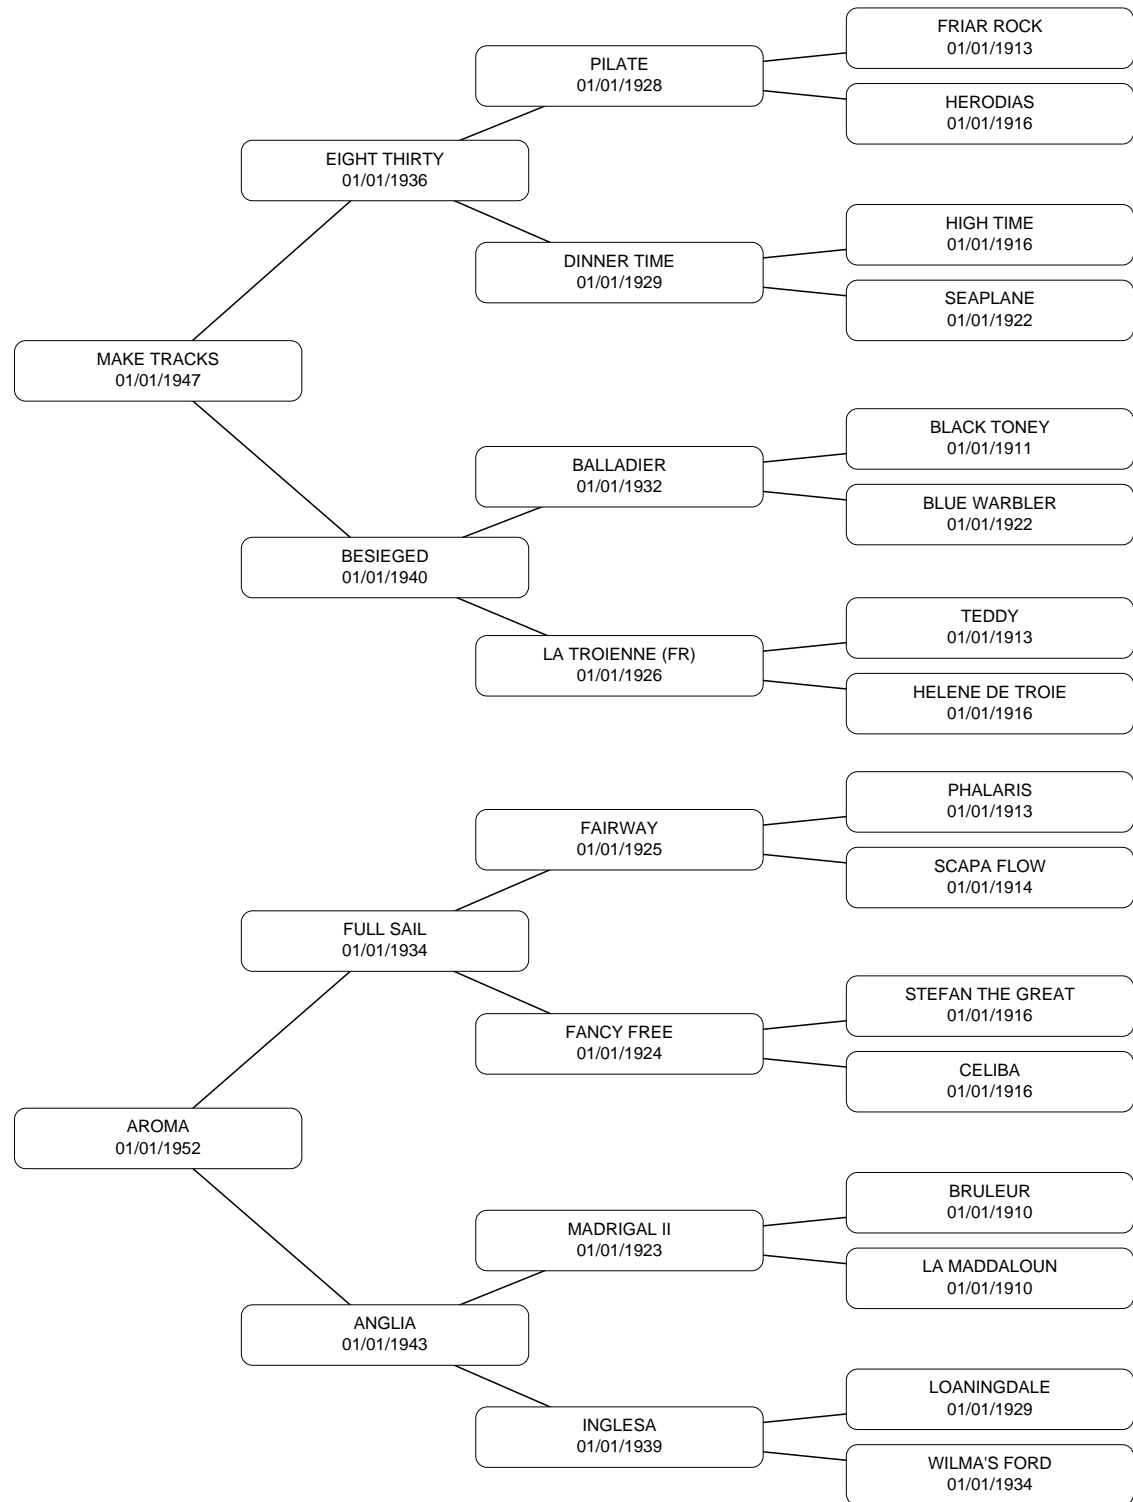 FRIAR ROCK
01/01/1913
PILATE
01/01/1928
HERODIAS
01/01/1916
EIGHT THIRTY
01/01/1936
HIGH TIME
01/01/1916
DINNER TIME
01/01/1929
SEAPLANE
01/01/1922
MAKE TRACKS
01/01/1947
BLACK TONEY
01/01/1911
BALLADIER
01/01/1932
BLUE WARBLER
01/01/1922
BESIEGED
01/01/1940
TEDDY
01/01/1913
LA TROIENNE (FR)
01/01/1926
HELENE DE TROIE
01/01/1916
PHALARIS
01/01/1913
FAIRWAY
01/01/1925
SCAPA FLOW
01/01/1914
FULL SAIL
01/01/1934
STEFAN THE GREAT
01/01/1916
FANCY FREE
01/01/1924
CELIBA
01/01/1916
AROMA
01/01/1952
BRULEUR
01/01/1910
MADRIGAL II
01/01/1923
LA MADDALOUN
01/01/1910
ANGLIA
01/01/1943
LOANINGDALE
01/01/1929
INGLESA
01/01/1939
WILMA'S FORD
01/01/1934